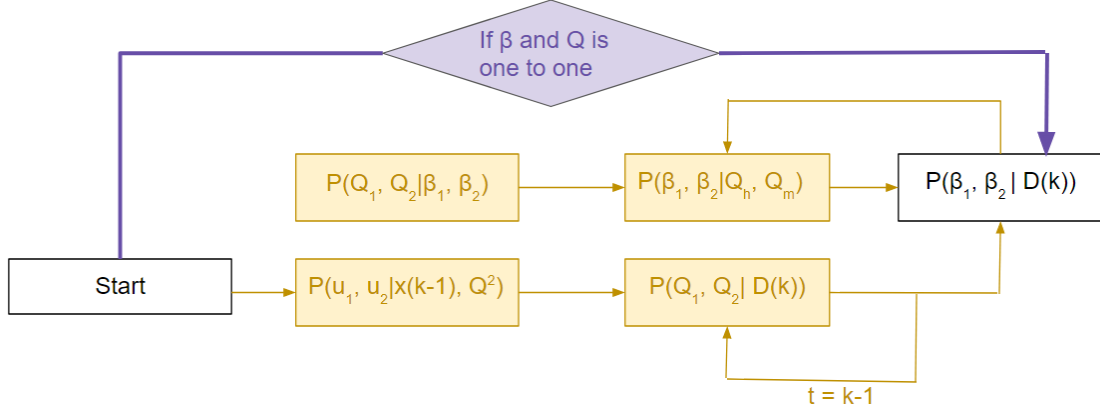 If β and Q is
one to one
P(Q₁, Q₂|β₁, β₂)
P(β₁, β₂|Qₕ, Qₘ)
P(β₁, β₂ | D(k))
Start
P(u₁, u₂|x(k-1), Q²)
P(Q₁, Q₂| D(k))
t = k-1